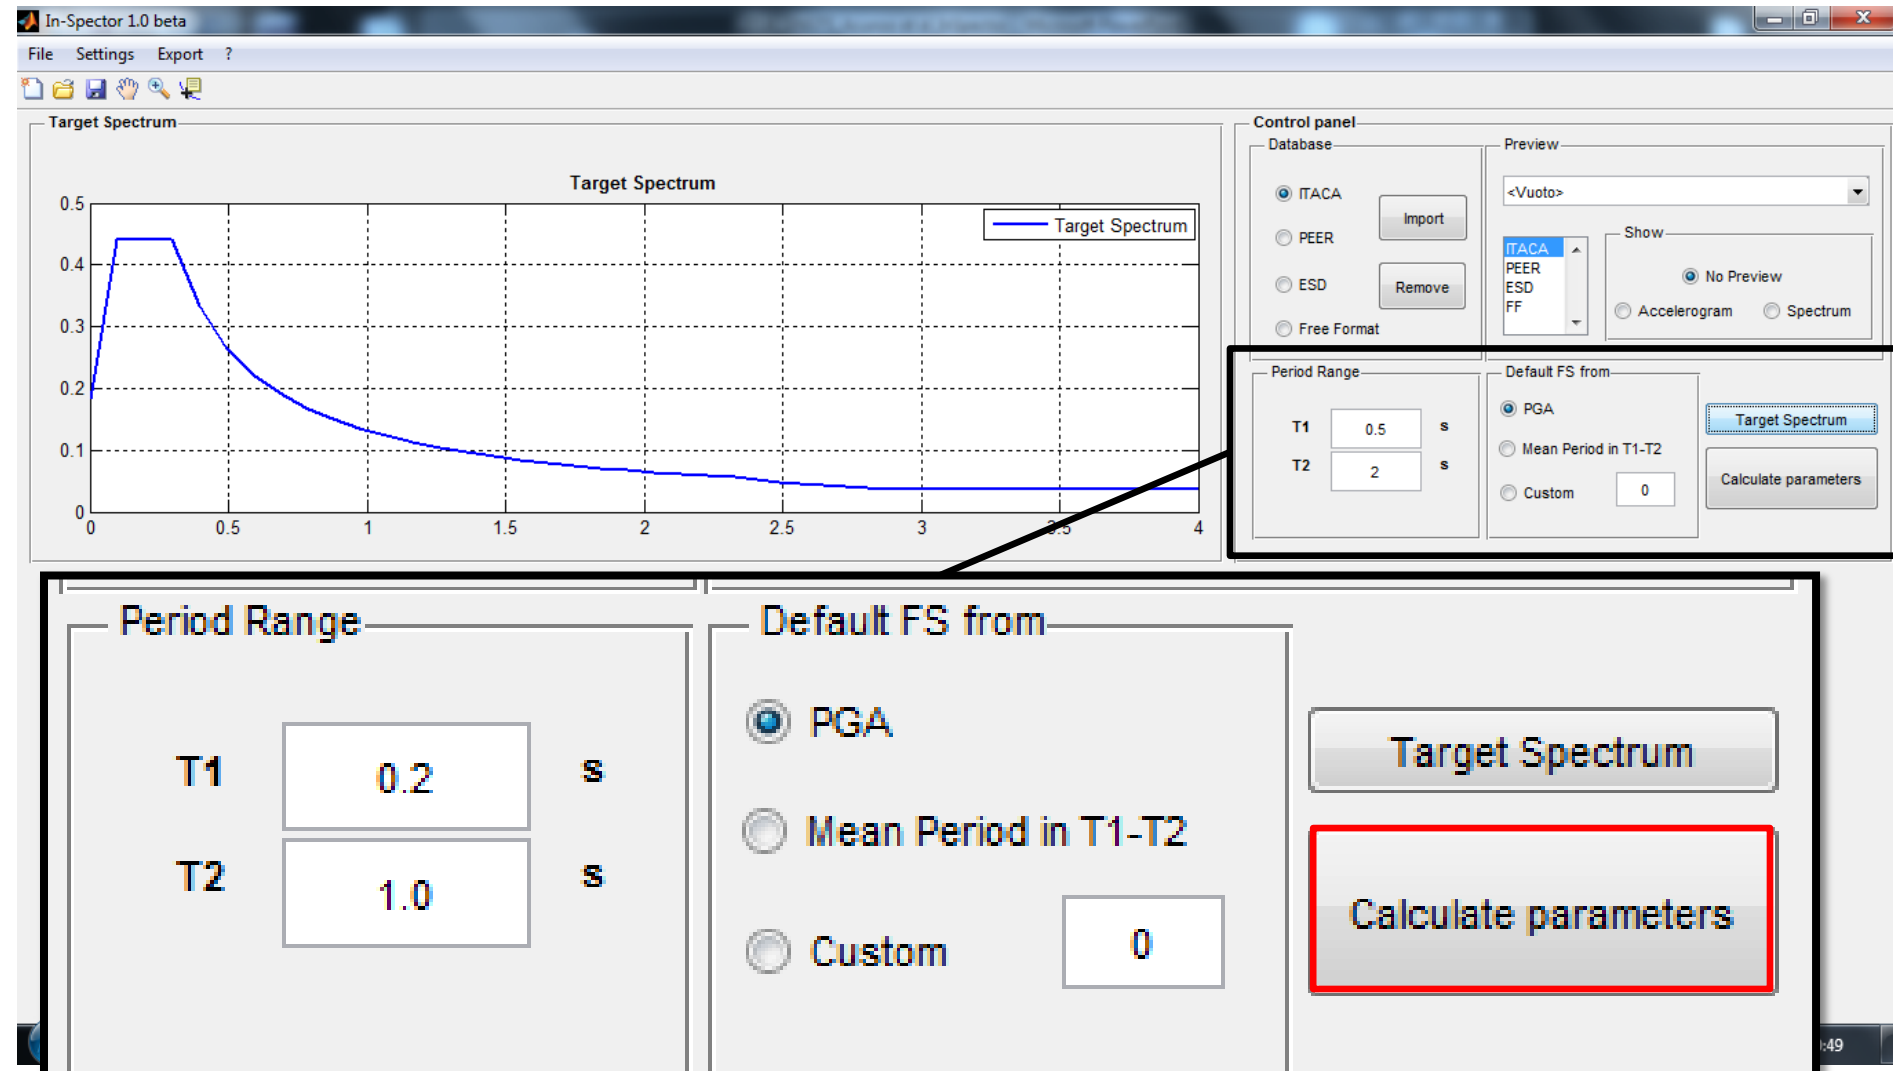 In-Spector 1.0 beta
File Settings Export ?
Target Spectrum
Target Spectrum
0.5
0.4
0.3
0.2
0.1
0
Target Spectrum
0 0.5 1 1.5 2 2.5 3 3.5 4
Control panel
Database
ITACA
PEER
ESD
Free Format
Import
Remove
Preview
<Vuoto>
ITACA
PEER
ESD
FF
Show
No Preview
Accelerogram Spectrum
Period Range
T1 0.5 s
T2 2 s
Default FS from
PGA
Mean Period in T1-T2
Custom 0
Target Spectrum
Calculate parameters
Period Range
T1 0.2 s
T2 1.0 s
Default FS from
PGA
Mean Period in T1-T2
Custom 0
Target Spectrum
Calculate parameters
:49